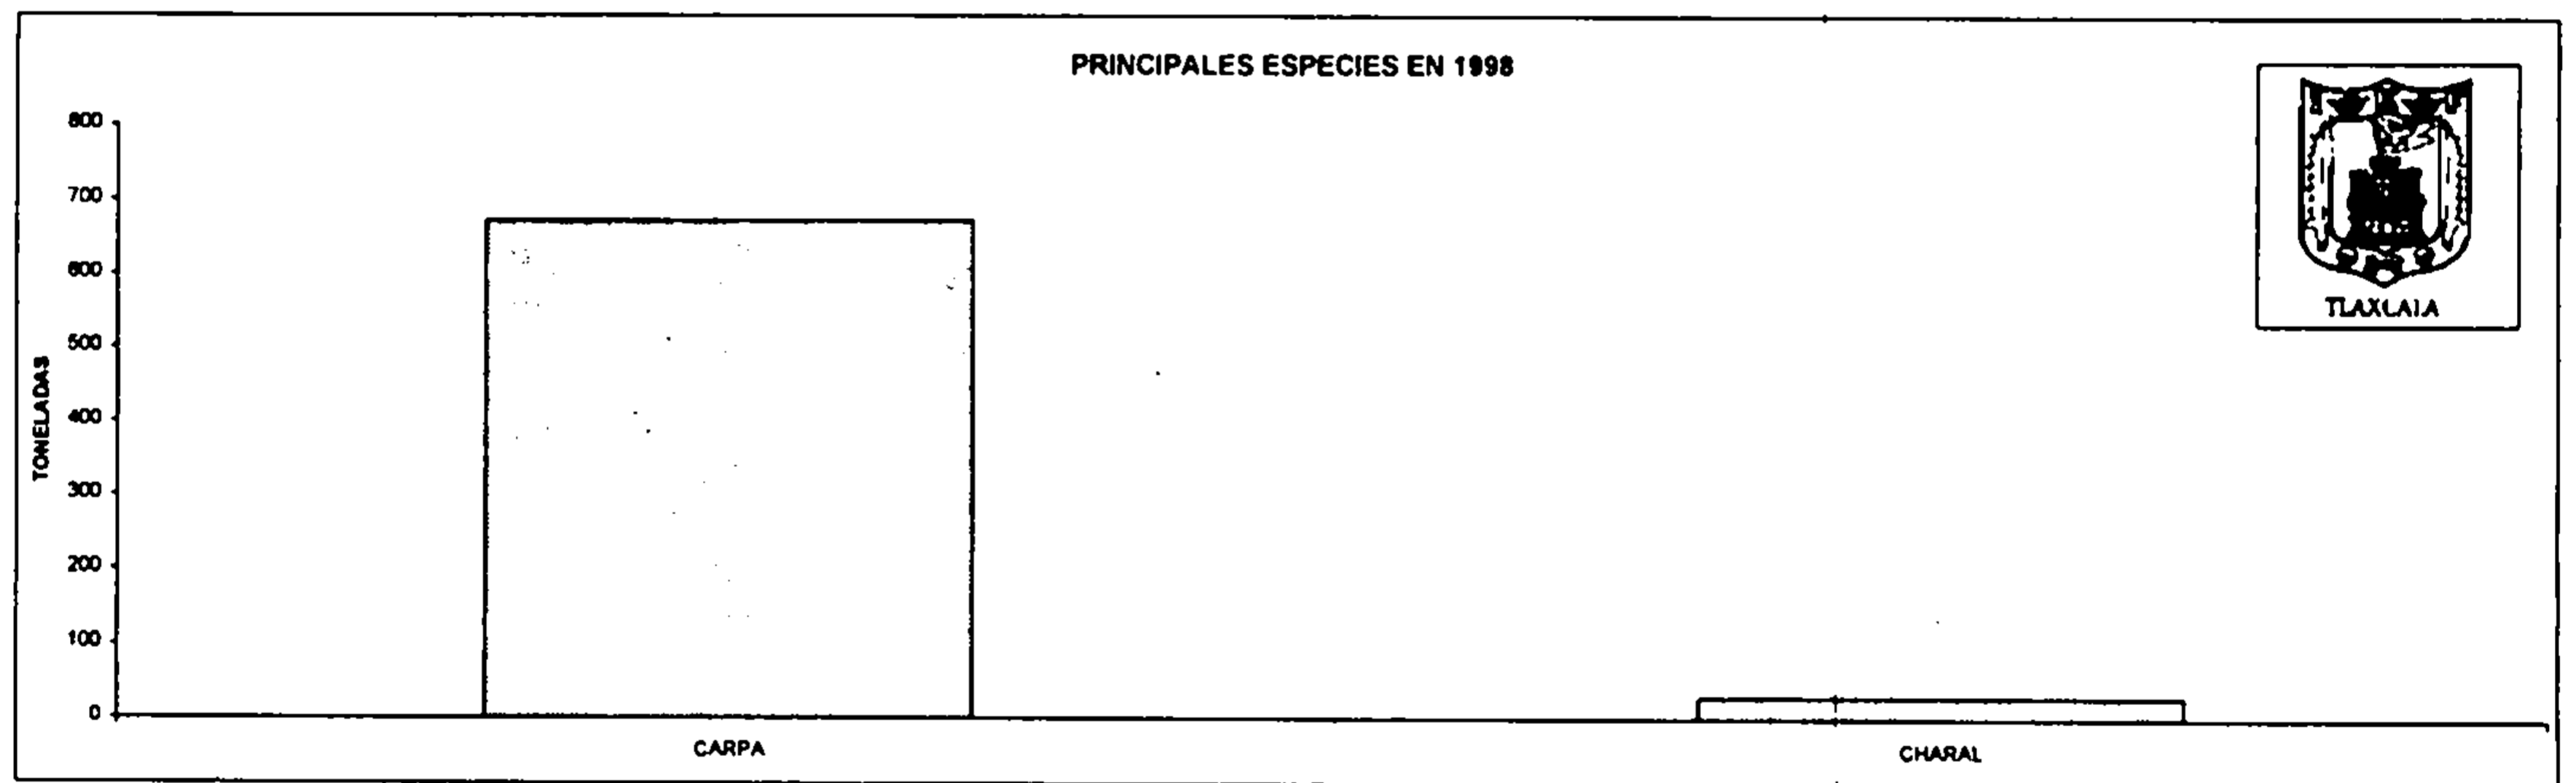 PRINCIPALES ESPECIES EN 1998
TLAXCALA
TONELADAS
800
700
600
500
400
300
200
100
0
CARPA
CHARAL